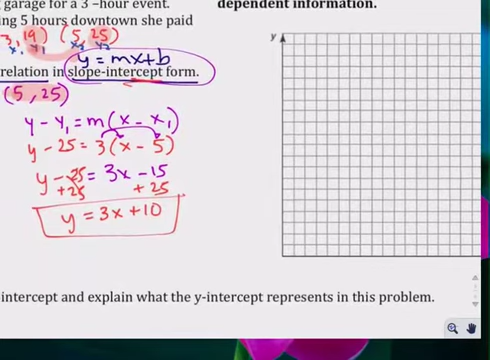 garage for a 3 –hour event.
ing 5 hours downtown she paid
dependent information.
3, 19) (5, 25)
x₁ y₁ x₂ y₂
y = mx+b
relation in slope-intercept form.
(5, 25)
y - y₁ = m(x - x₁)
y - 25 = 3(x - 5)
y - 25 = 3x - 15
+25 + 25
y = 3x + 10
y
intercept and explain what the y-intercept represents in this problem.